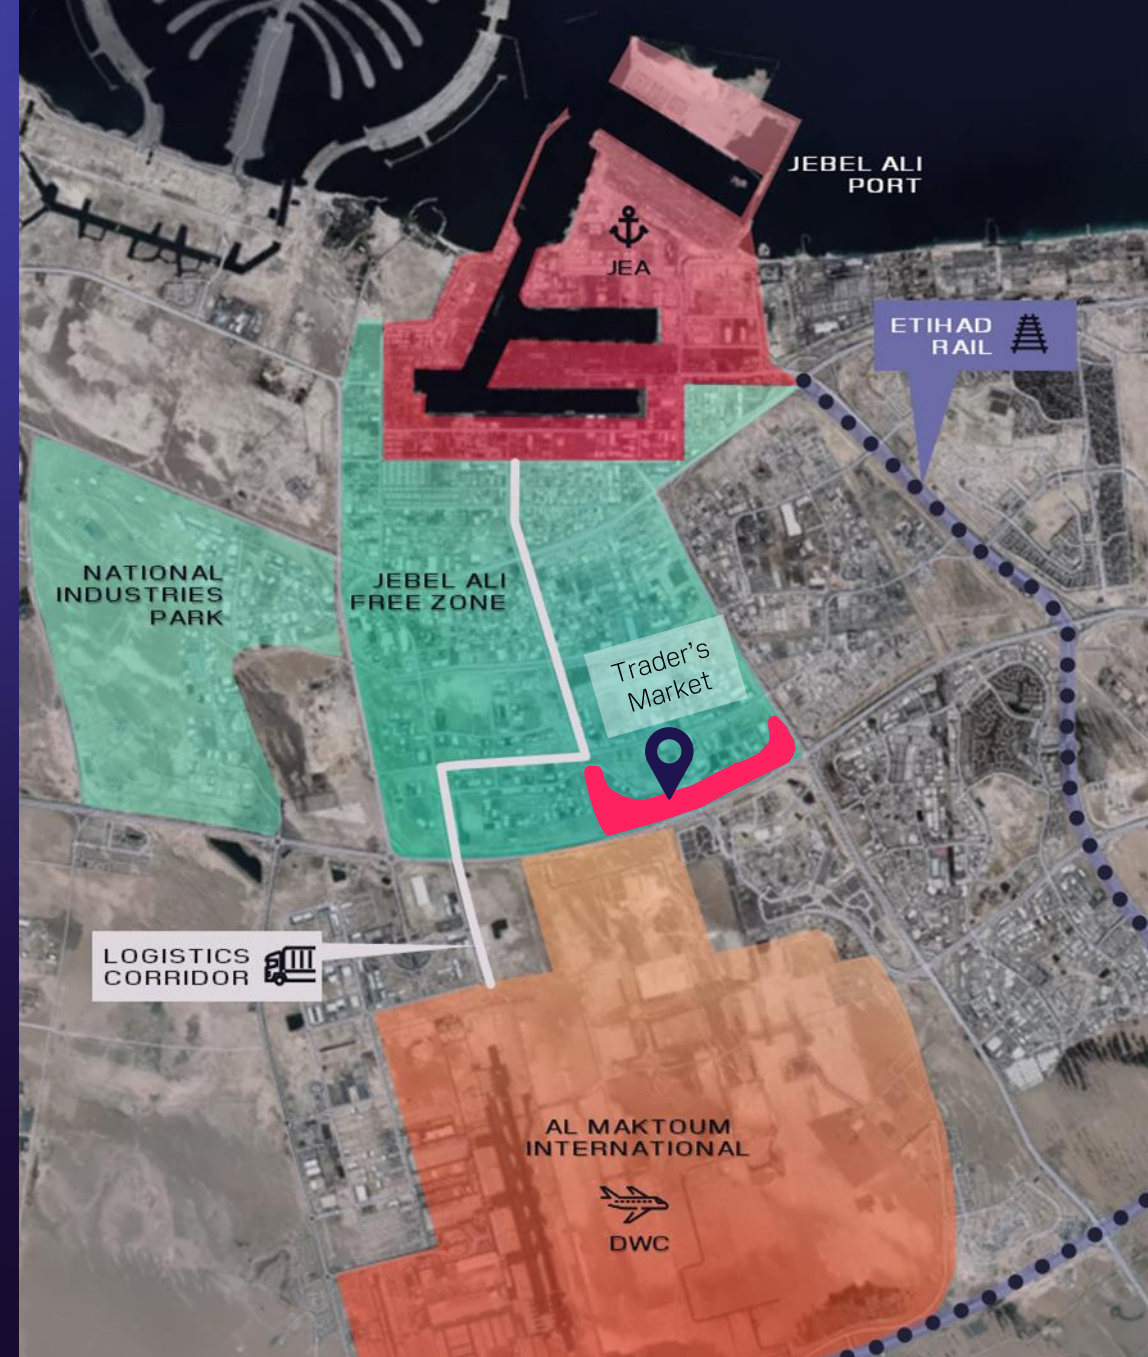 JEBEL ALI
PORT
JEA
ETIHAD
RAIL
NATIONAL
INDUSTRIES
PARK
JEBEL ALI
FREE ZONE
Trader's
Market
LOGISTICS
CORRIDOR
AL MAKTOUM
INTERNATIONAL
DWC